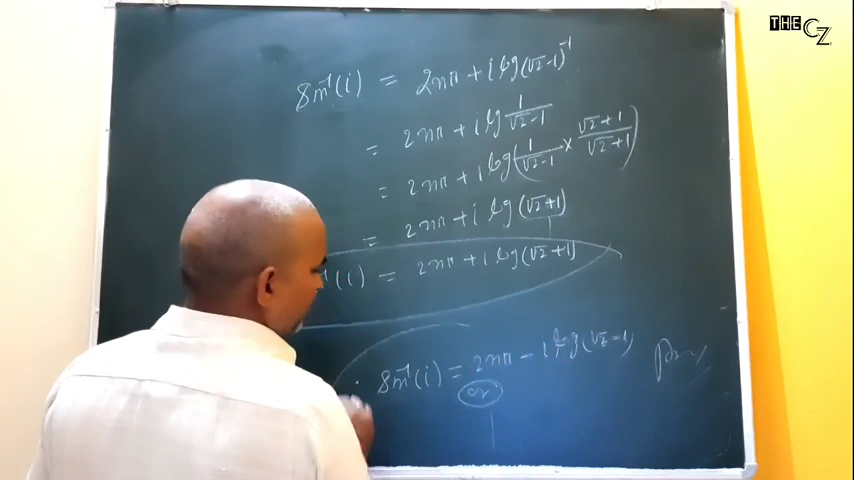 THE CZ
Sin⁻¹(i) = 2nπ + i log(√2-1)⁻¹
= 2nπ + i log 1/(√2-1)
= 2nπ + i log(1/(√2-1) × (√2+1)/(√2+1))
= 2nπ + i log(√2+1)
⁻¹(i) = 2nπ + i log(√2+1)
Sin⁻¹(i) = 2nπ - i log(√2-1)
or